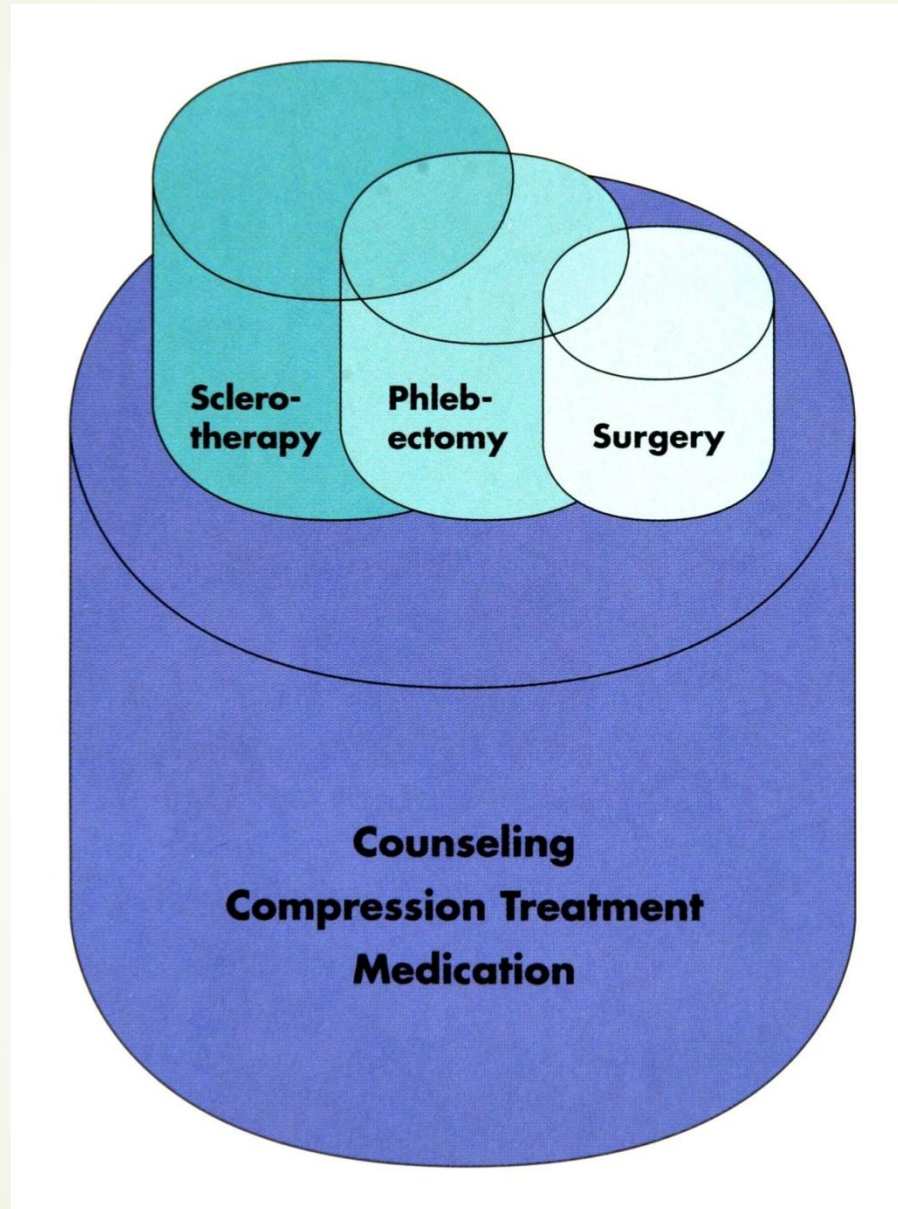 Sclero-
therapy
Phleb-
ectomy
Surgery
Counseling
Compression Treatment
Medication